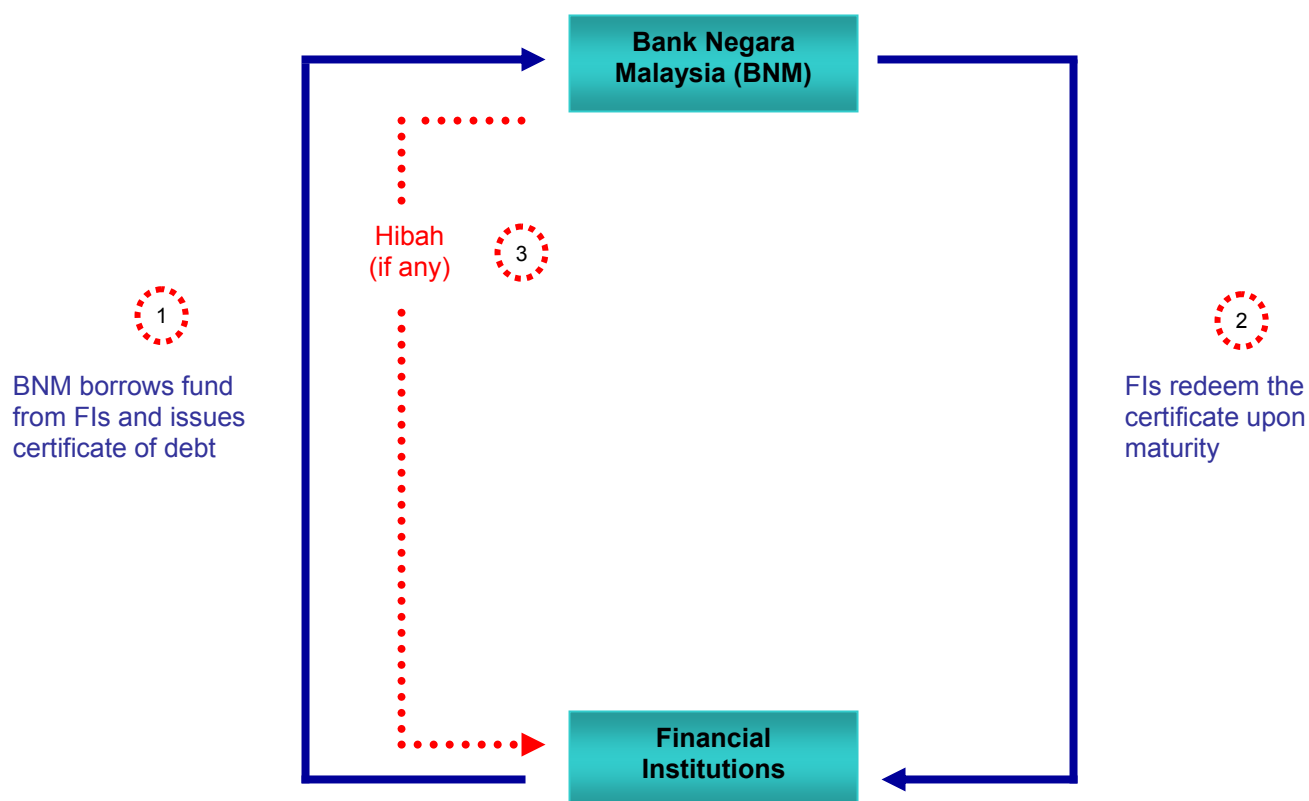 Bank Negara
Malaysia (BNM)
Hibah
(if any)
3
1
BNM borrows fund
from FIs and issues
certificate of debt
2
FIs redeem the
certificate upon
maturity
Financial
Institutions